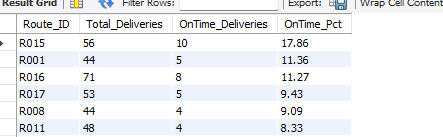 Result Grid Filter Rows: Export: Wrap Cell Content
Route_ID Total_Deliveries OnTime_Deliveries OnTime_Pct
R015 56 10 17.86
R001 44 5 11.36
R016 71 8 11.27
R017 53 5 9.43
R008 44 4 9.09
R011 48 4 8.33